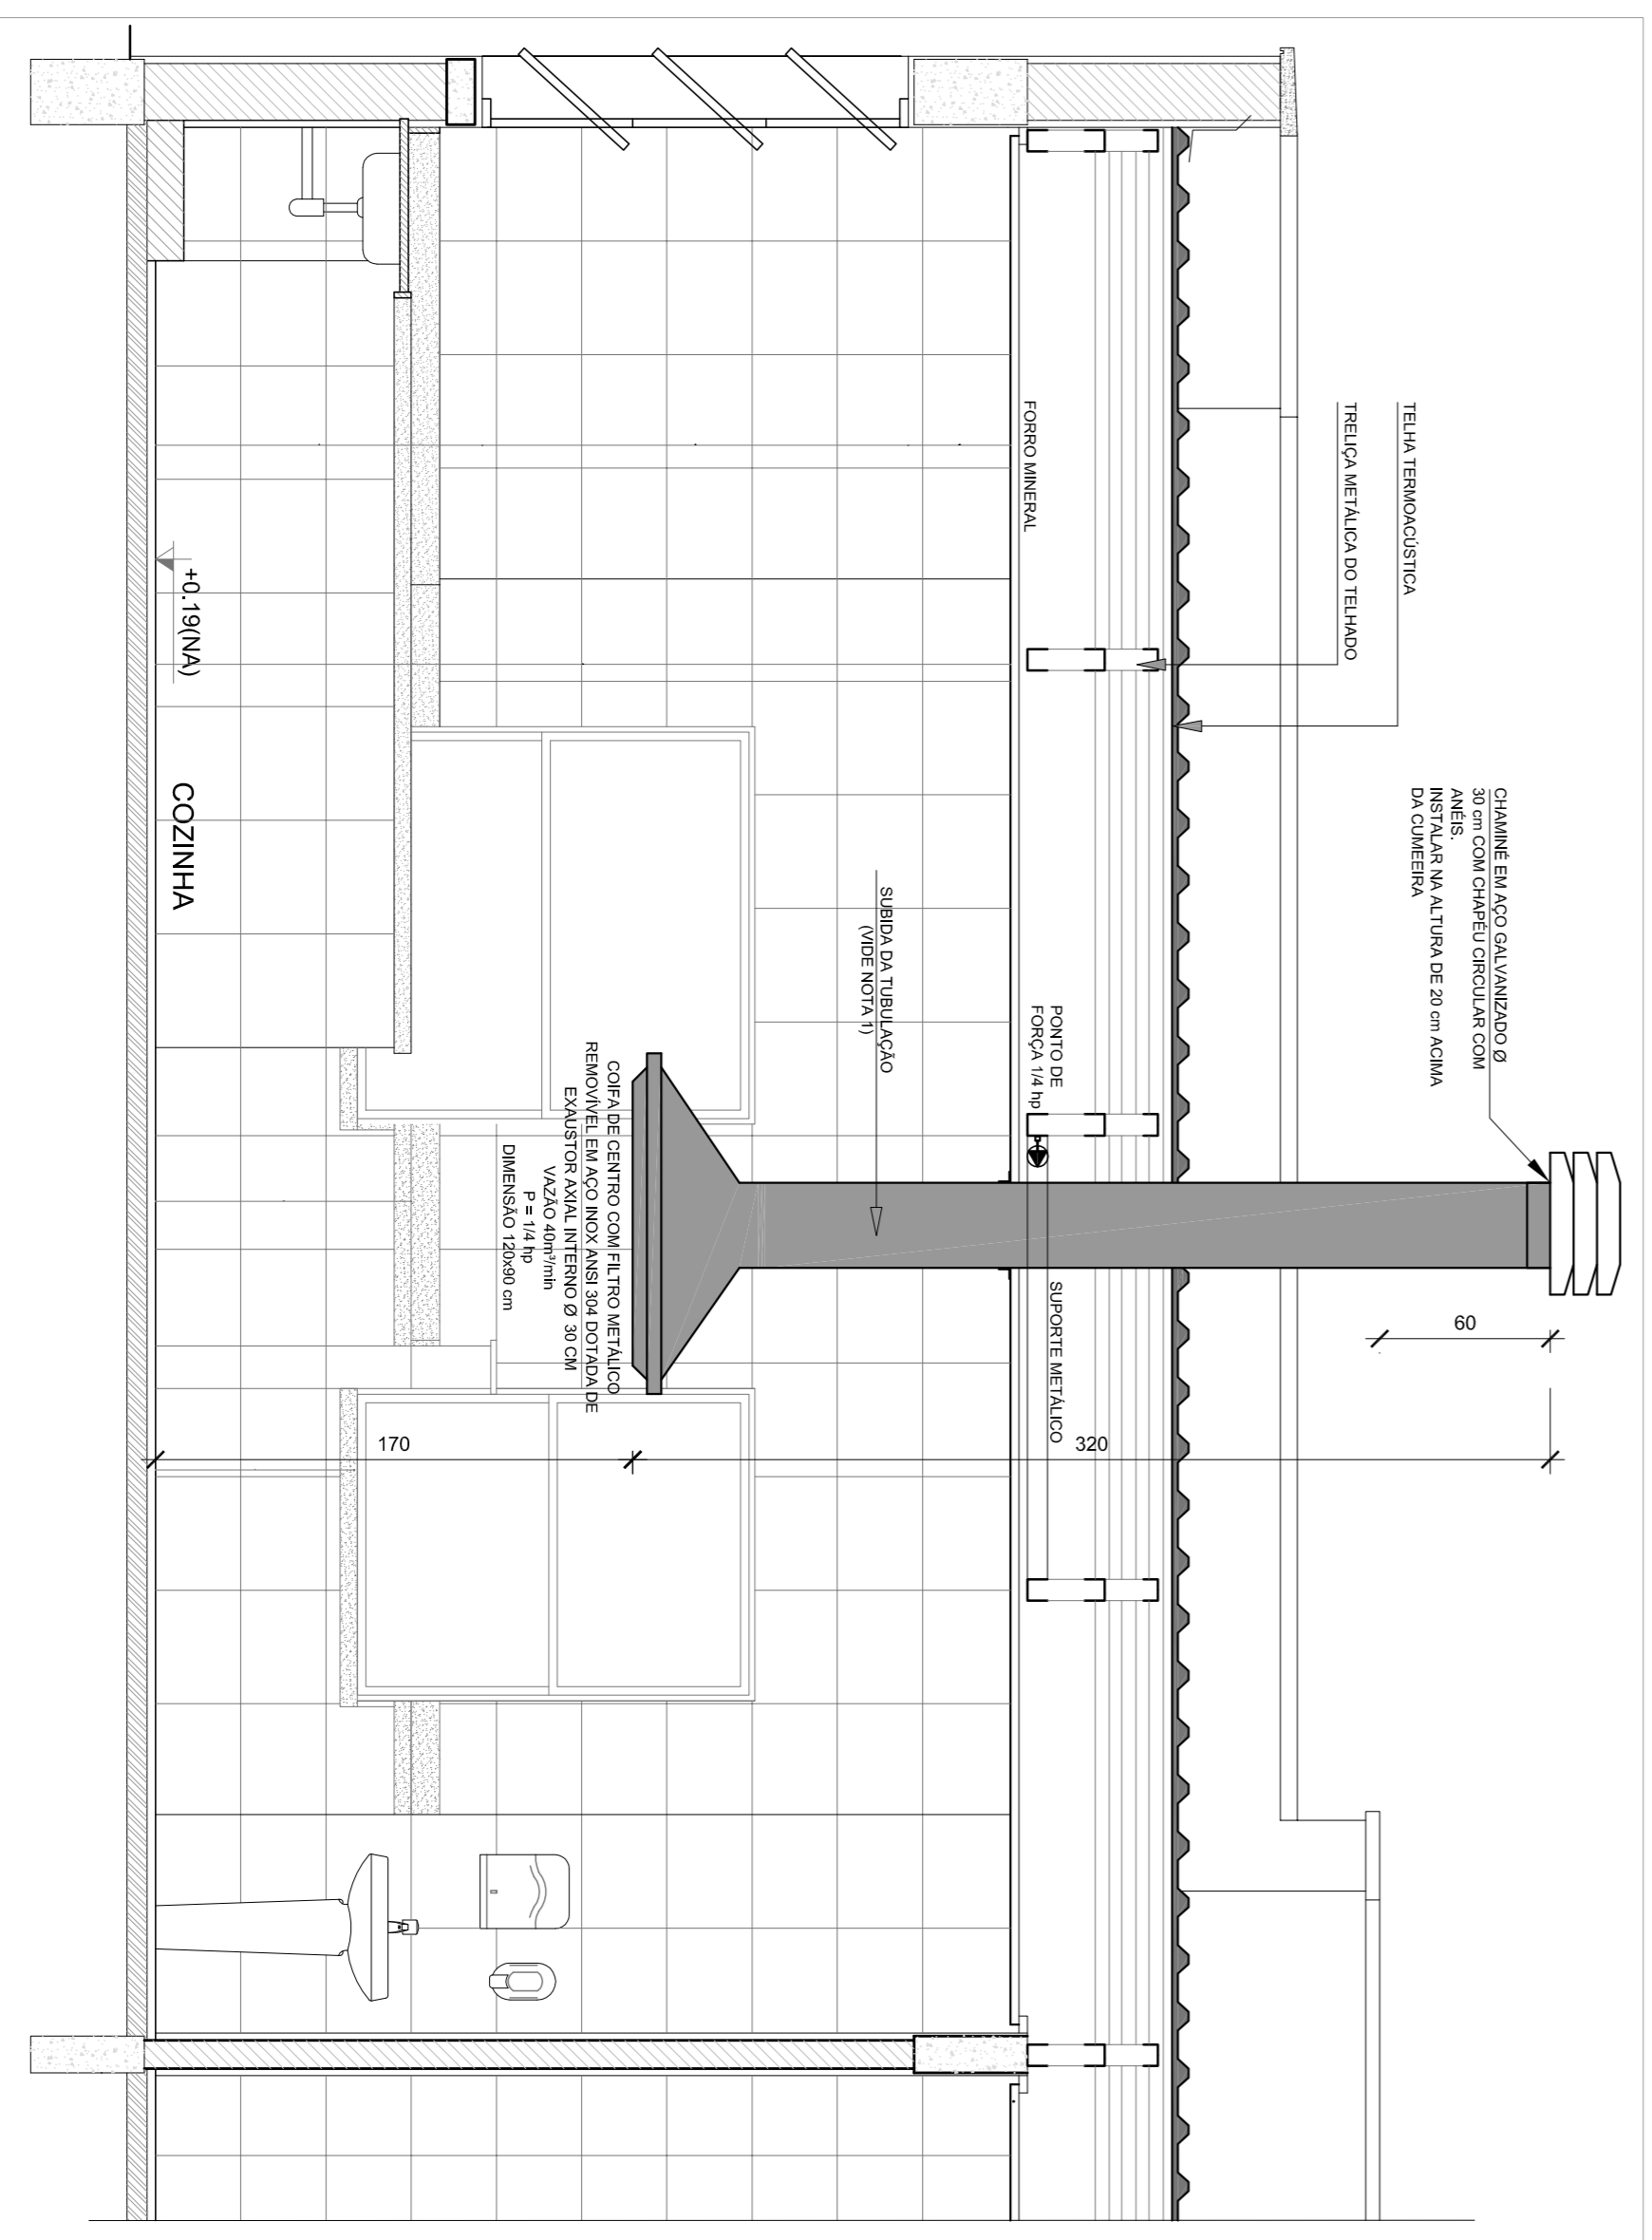 CHAMINÉ EM AÇO GALVANIZADO Ø
30 cm COM CHAPÉU CIRCULAR COM
ANÉIS.
INSTALAR NA ALTURA DE 20 cm ACIMA
DA CUMEEIRA
TELHA TERMOACÚSTICA
TRELIÇA METÁLICA DO TELHADO
60
FORRO MINERAL
PONTO DE
FORÇA 1/4 hp
SUPORTE METÁLICO
320
SUBIDA DA TUBULAÇÃO
(VIDE NOTA 1)
COIFA DE CENTRO COM FILTRO METÁLICO
REMOVÍVEL EM AÇO INOX ANSI 304 DOTADA DE
EXAUSTOR AXIAL INTERNO Ø 30 CM
VAZÃO 40m³/min
P = 1/4 hp
DIMENSÃO 120x90 cm
170
+0.19(NA)
COZINHA